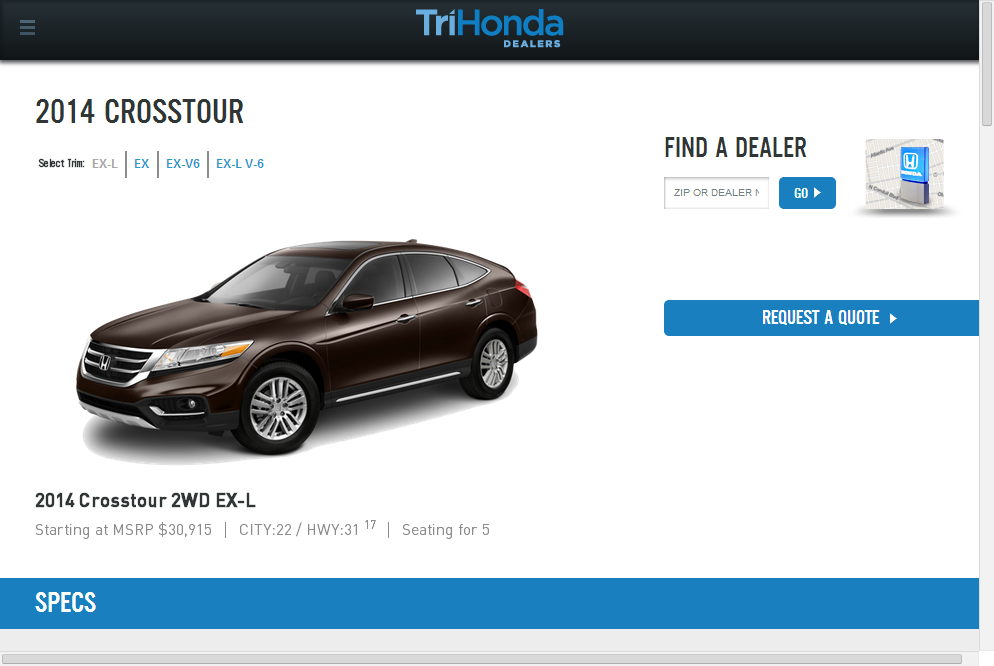 TriHonda
DEALERS
2014 CROSSTOUR
Select Trim: EX-L EX EX-V6 EX-L V-6
FIND A DEALER
ZIP OR DEALER
GO
HONDA
REQUEST A QUOTE
2014 Crosstour 2WD EX-L
Starting at MSRP $30,915 | CITY:22 / HWY:31 17 | Seating for 5
SPECS